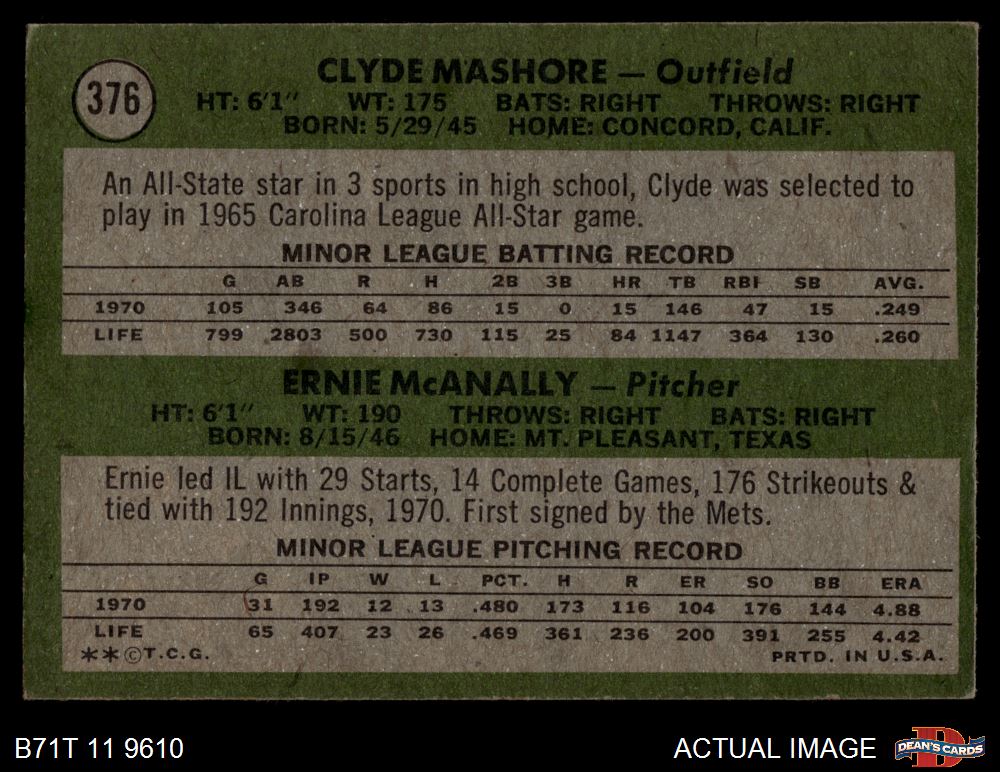 376
CLYDE MASHORE — Outfield
HT: 6'1" WT: 175 BATS: RIGHT THROWS: RIGHT
BORN: 5/29/45 HOME: CONCORD, CALIF.
An All-State star in 3 sports in high school, Clyde was selected to
play in 1965 Carolina League All-Star game.
MINOR LEAGUE BATTING RECORD
G AB R H 2B 3B HR TB RBI SB AVG.
1970 105 346 64 86 15 0 15 146 47 15 .249
LIFE 799 2803 500 730 115 25 84 1147 364 130 .260
ERNIE McANALLY — Pitcher
HT: 6'1" WT: 190 THROWS: RIGHT BATS: RIGHT
BORN: 8/15/46 HOME: MT. PLEASANT, TEXAS
Ernie led IL with 29 Starts, 14 Complete Games, 176 Strikeouts &
tied with 192 Innings, 1970. First signed by the Mets.
MINOR LEAGUE PITCHING RECORD
G IP W L PCT. H R ER SO BB ERA
1970 31 192 12 13 .480 173 116 104 176 144 4.88
LIFE 65 407 23 26 .469 361 236 200 391 255 4.42
**©T.C.G. PRTD. IN U.S.A.
B71T 11 9610 ACTUAL IMAGE D DEAN'S CARDS